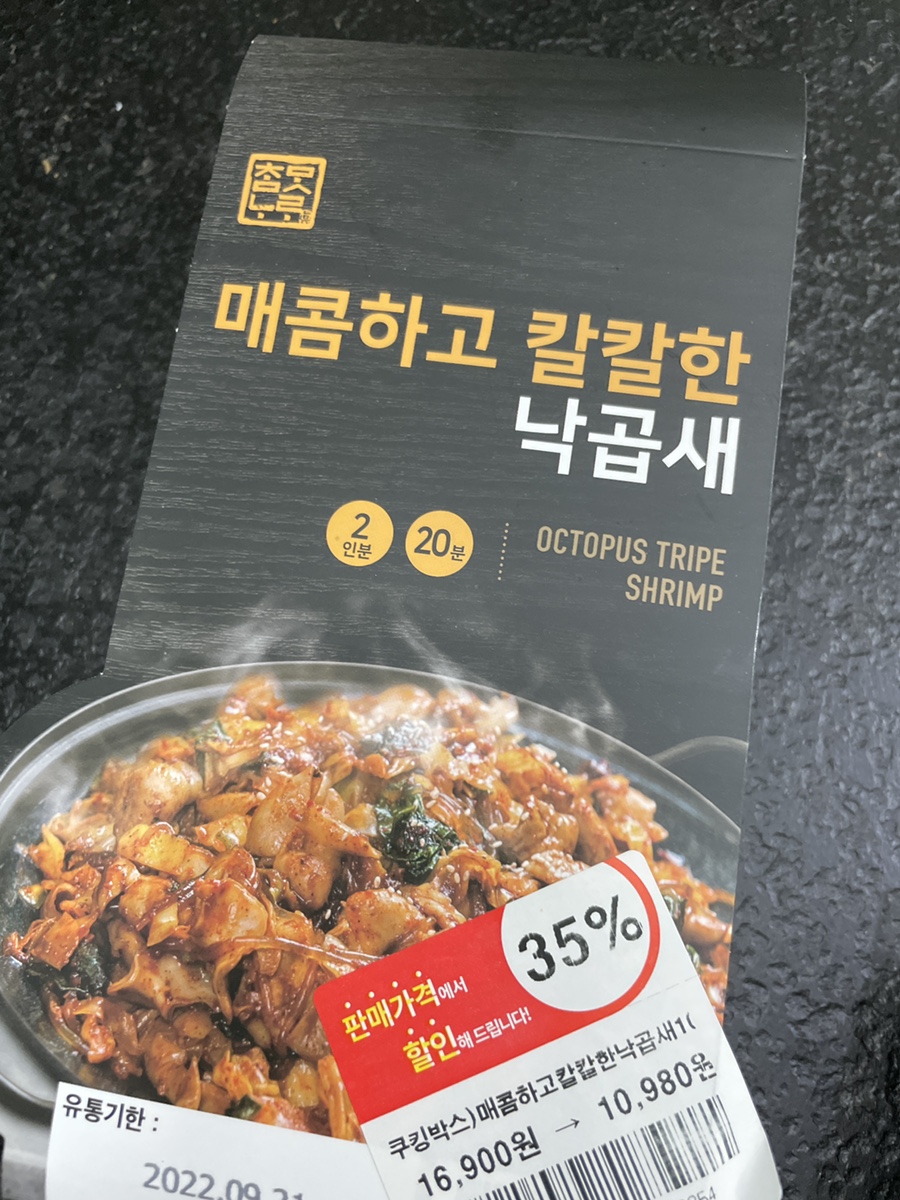 매콤하고 칼칼한
낙곱새
2
인분
20분
OCTOPUS TRIPE
SHRIMP
35%
판매가격에서
할인해 드립니다!
쿠킹박스)매콤하고칼칼한낙곱새1(
16,900원 → 10,980원
유통기한 :
2022.09.21